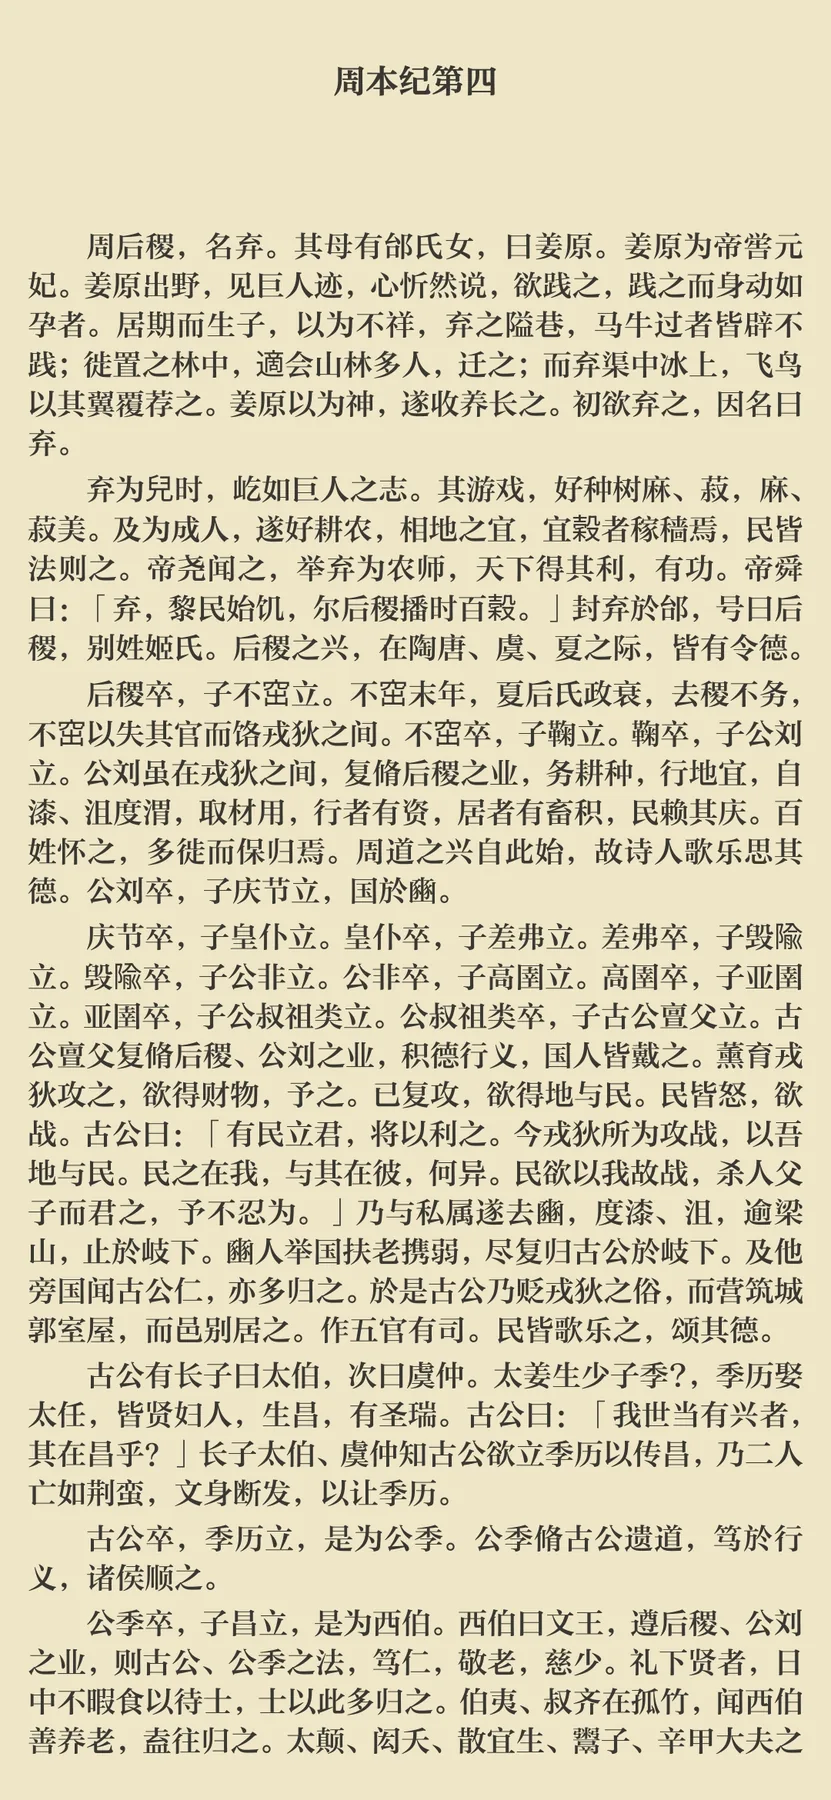 周本纪第四
周后稷，名弃。其母有邰氏女，曰姜原。姜原为帝喾元
妃。姜原出野，见巨人迹，心忻然说，欲践之，践之而身动如
孕者。居期而生子，以为不祥，弃之隘巷，马牛过者皆辟不
践；徙置之林中，適会山林多人，迁之；而弃渠中冰上，飞鸟
以其翼覆荐之。姜原以为神，遂收养长之。初欲弃之，因名曰
弃。
弃为兒时，屹如巨人之志。其游戏，好种树麻、菽，麻、
菽美。及为成人，遂好耕农，相地之宜，宜穀者稼穑焉，民皆
法则之。帝尧闻之，举弃为农师，天下得其利，有功。帝舜
曰：「弃，黎民始饥，尔后稷播时百穀。」封弃於邰，号曰后
稷，别姓姬氏。后稷之兴，在陶唐、虞、夏之际，皆有令德。
后稷卒，子不窋立。不窋末年，夏后氏政衰，去稷不务，
不窋以失其官而饹戎狄之间。不窋卒，子鞠立。鞠卒，子公刘
立。公刘虽在戎狄之间，复脩后稷之业，务耕种，行地宜，自
漆、沮度渭，取材用，行者有资，居者有畜积，民赖其庆。百
姓怀之，多徙而保归焉。周道之兴自此始，故诗人歌乐思其
德。公刘卒，子庆节立，国於豳。
庆节卒，子皇仆立。皇仆卒，子差弗立。差弗卒，子毁隃
立。毁隃卒，子公非立。公非卒，子高圉立。高圉卒，子亚圉
立。亚圉卒，子公叔祖类立。公叔祖类卒，子古公亶父立。古
公亶父复脩后稷、公刘之业，积德行义，国人皆戴之。薰育戎
狄攻之，欲得财物，予之。已复攻，欲得地与民。民皆怒，欲
战。古公曰：「有民立君，将以利之。今戎狄所为攻战，以吾
地与民。民之在我，与其在彼，何异。民欲以我故战，杀人父
子而君之，予不忍为。」乃与私属遂去豳，度漆、沮，逾梁
山，止於岐下。豳人举国扶老携弱，尽复归古公於岐下。及他
旁国闻古公仁，亦多归之。於是古公乃贬戎狄之俗，而营筑城
郭室屋，而邑别居之。作五官有司。民皆歌乐之，颂其德。
古公有长子曰太伯，次曰虞仲。太姜生少子季?，季历娶
太任，皆贤妇人，生昌，有圣瑞。古公曰：「我世当有兴者，
其在昌乎？」长子太伯、虞仲知古公欲立季历以传昌，乃二人
亡如荆蛮，文身断发，以让季历。
古公卒，季历立，是为公季。公季脩古公遗道，笃於行
义，诸侯顺之。
公季卒，子昌立，是为西伯。西伯曰文王，遵后稷、公刘
之业，则古公、公季之法，笃仁，敬老，慈少。礼下贤者，日
中不暇食以待士，士以此多归之。伯夷、叔齐在孤竹，闻西伯
善养老，盍往归之。太颠、闳夭、散宜生、鬻子、辛甲大夫之